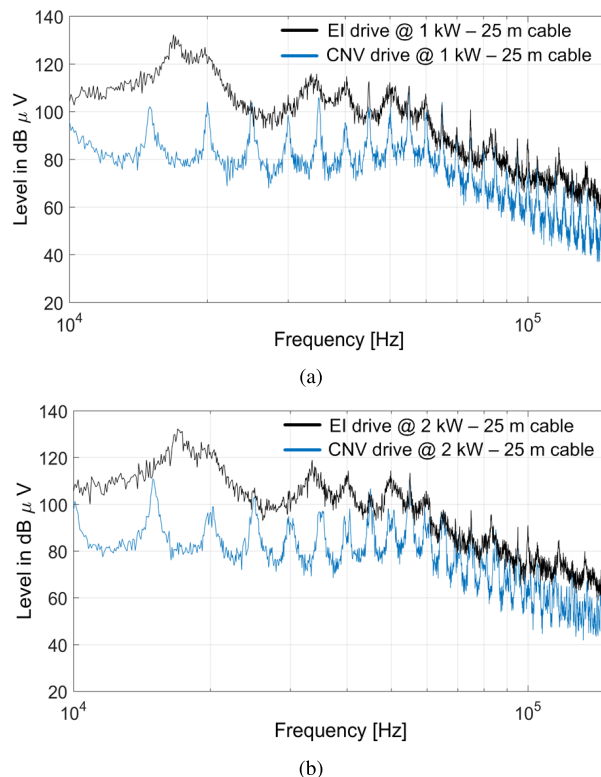 140
120
100
80
60
40
20
Level in dB μ V
EI drive @ 1 kW – 25 m cable
CNV drive @ 1 kW – 25 m cable
10^4
10^5
Frequency [Hz]
(a)
140
120
100
80
60
40
20
Level in dB μ V
EI drive @ 2 kW – 25 m cable
CNV drive @ 2 kW – 25 m cable
10^4
10^5
Frequency [Hz]
(b)